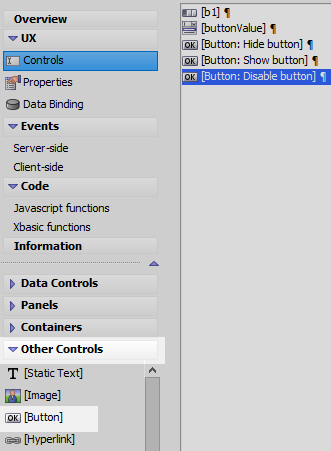 Overview
UX
Controls
Properties
Data Binding
Events
Server-side
Client-side
Code
Javascript functions
Xbasic functions
Information
Data Controls
Panels
Containers
Other Controls
T [Static Text]
[Image]
OK [Button]
[Hyperlink]
[b1] ¶
[buttonValue] ¶
OK [Button: Hide button] ¶
OK [Button: Show button] ¶
OK [Button: Disable button] ¶